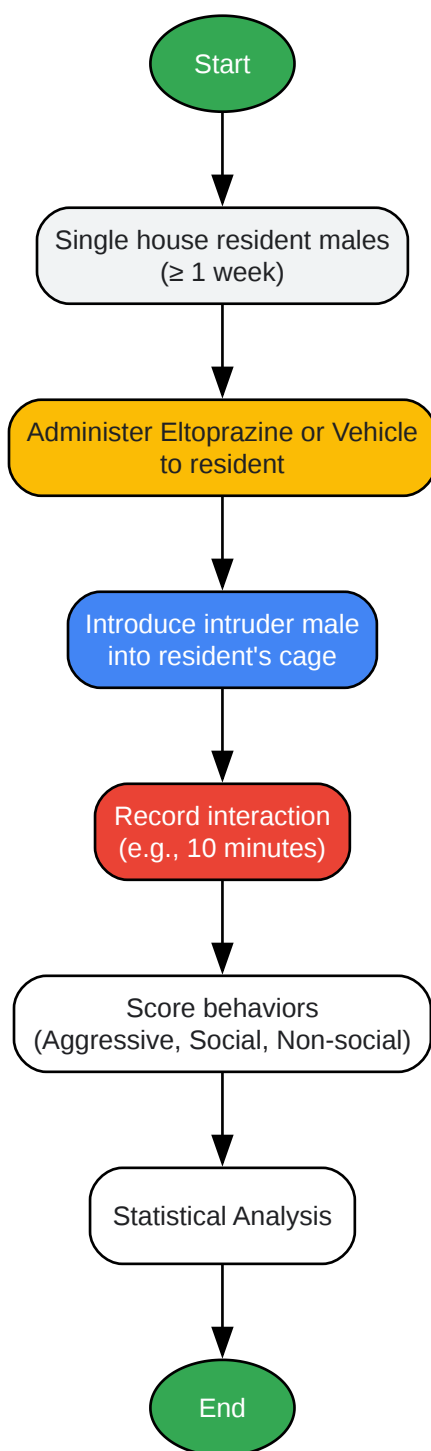 Start
Single house resident males
(≥ 1 week)
Administer Eltoprazine or Vehicle
to resident
Introduce intruder male
into resident's cage
Record interaction
(e.g., 10 minutes)
Score behaviors
(Aggressive, Social, Non-social)
Statistical Analysis
End